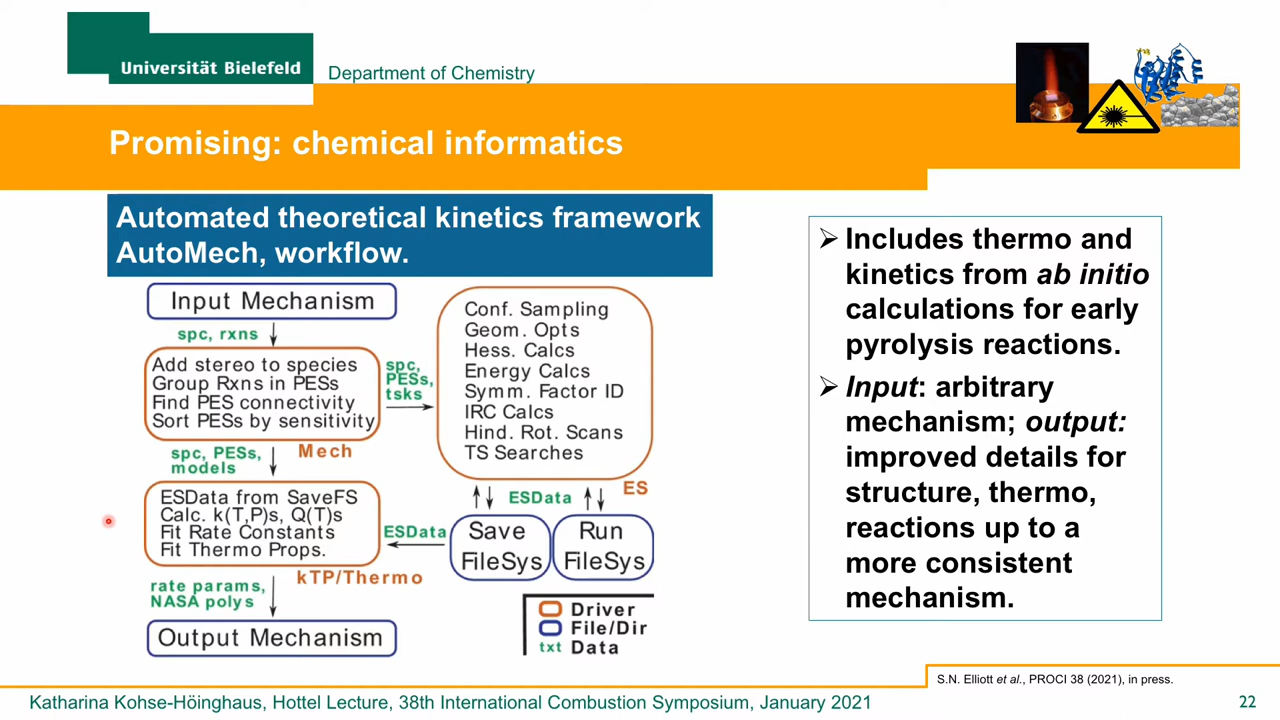 Universität Bielefeld
Department of Chemistry
Promising: chemical informatics
Automated theoretical kinetics framework
AutoMech, workflow.
Input Mechanism
spc, rxns
Add stereo to species
Group Rxns in PESs
Find PES connectivity
Sort PESs by sensitivity
Mech
spc,
PESs,
tsks
Conf. Sampling
Geom. Opts
Hess. Calcs
Energy Calcs
Symm. Factor ID
IRC Calcs
Hind. Rot. Scans
TS Searches
ES
spc, PESs,
models
ESData from SaveFS
Calc. k(T,P)s, Q(T)s
Fit Rate Constants
Fit Thermo Props.
kTP/Thermo
ESData
ESData
Save
FileSys
Run
FileSys
rate params,
NASA polys
Output Mechanism
Driver
File/Dir
txt Data
➢ Includes thermo and
kinetics from ab initio
calculations for early
pyrolysis reactions.
➢ Input: arbitrary
mechanism; output:
improved details for
structure, thermo,
reactions up to a
more consistent
mechanism.
S.N. Elliott et al., PROCI 38 (2021), in press.
Katharina Kohse-Höinghaus, Hottel Lecture, 38th International Combustion Symposium, January 2021
22